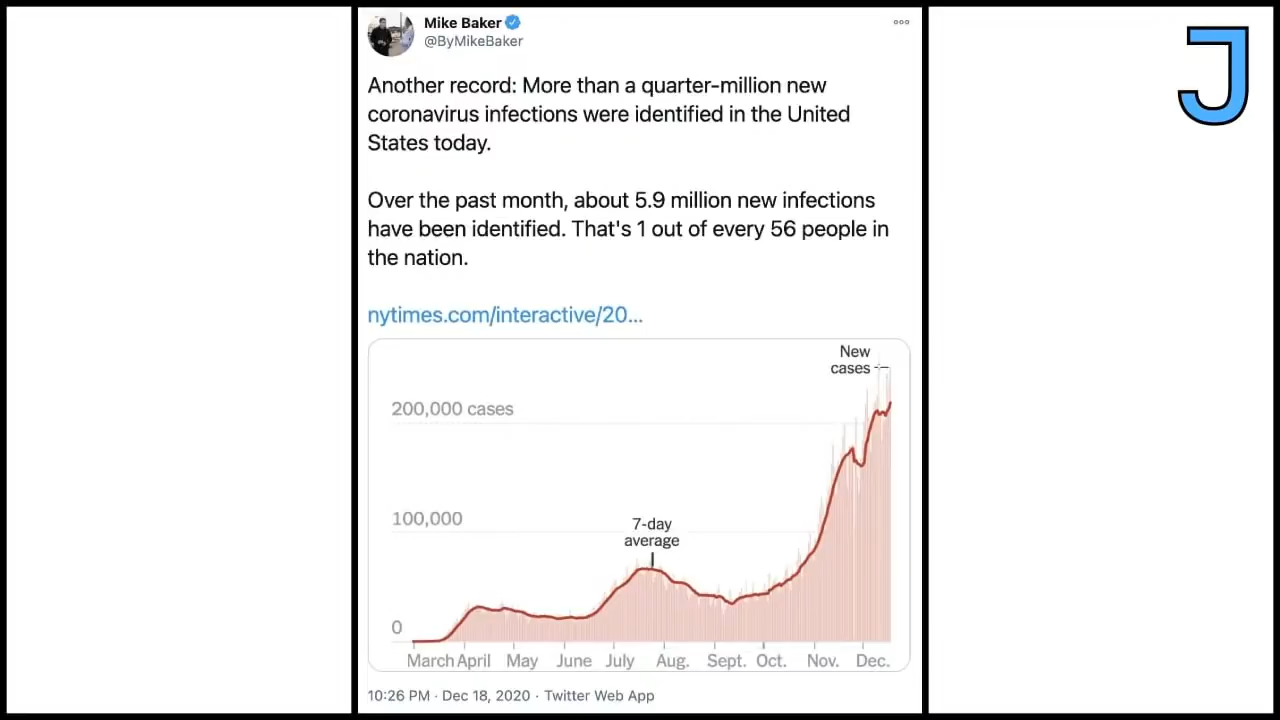 Mike Baker
@ByMikeBaker
J
Another record: More than a quarter-million new
coronavirus infections were identified in the United
States today.
Over the past month, about 5.9 million new infections
have been identified. That's 1 out of every 56 people in
the nation.
nytimes.com/interactive/20...
New
cases
200,000 cases
100,000
7-day
average
0
March April May June July Aug. Sept. Oct. Nov. Dec.
10:26 PM · Dec 18, 2020 · Twitter Web App